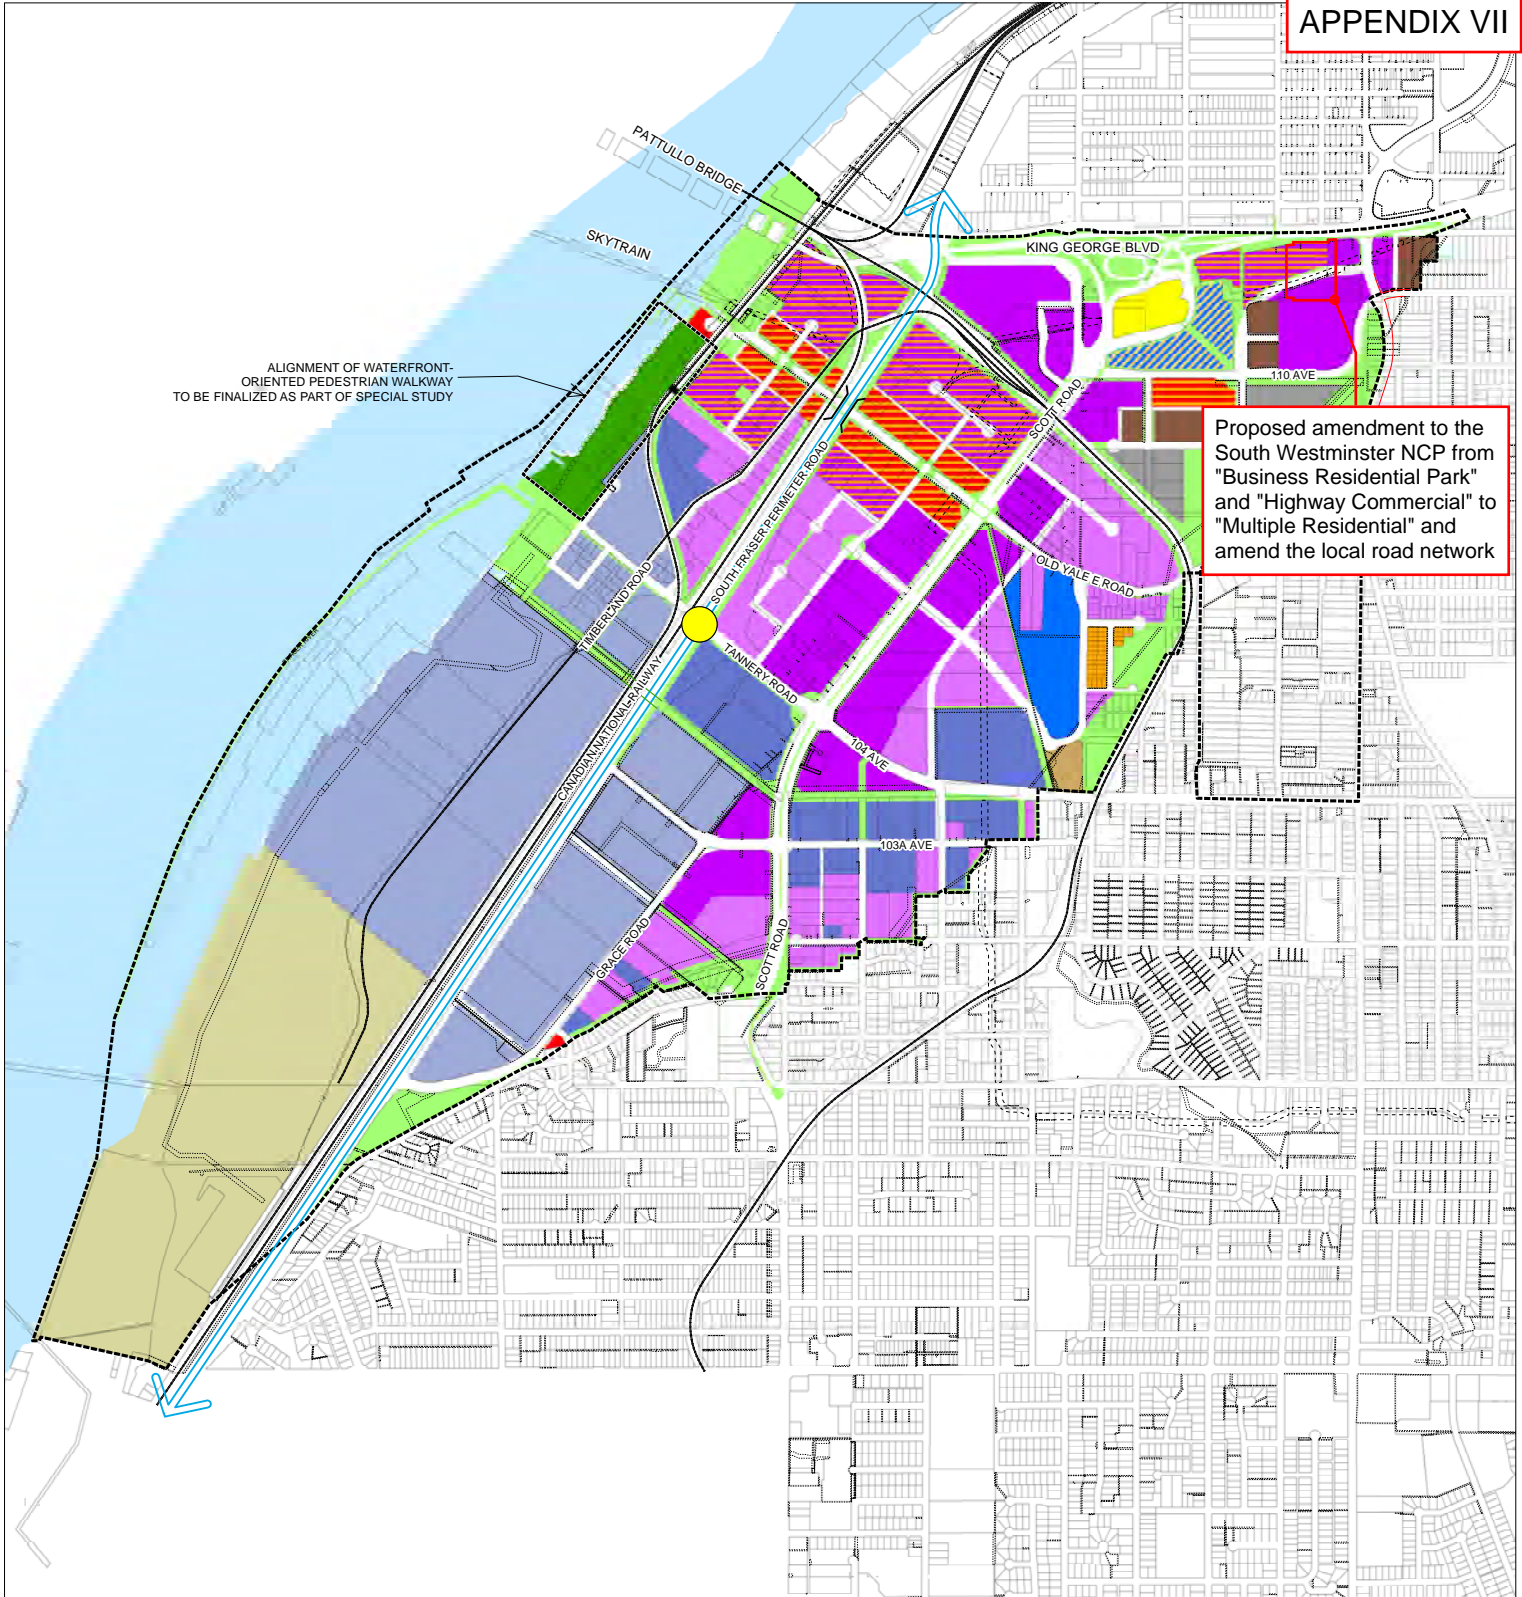 APPENDIX VII
PATTULLO BRIDGE
SKYTRAIN
KING GEORGE BLVD
ALIGNMENT OF WATERFRONT-
ORIENTED PEDESTRIAN WALKWAY
TO BE FINALIZED AS PART OF SPECIAL STUDY
110 AVE
SCOTT ROAD
Proposed amendment to the
South Westminster NCP from
"Business Residential Park"
and "Highway Commercial" to
"Multiple Residential" and
amend the local road network
SOUTH FRASER PERIMETER ROAD
OLD YALE E ROAD
TIMBERLAND ROAD
TANNERY ROAD
CANADIAN NATIONAL RAILWAY
104 AVE
103A AVE
GRACE ROAD
SCOTT ROAD